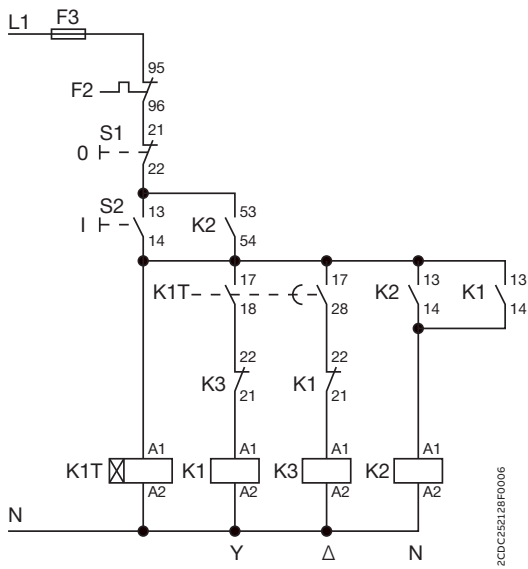 L1 F3
95
F2
96
S1 21
0
22
S2 13 K2 53
I
14 54
K1T 17 17 K2 13 K1 13
18 28 14 14
22 22
K3 K1
21 21
A1 A1 A1 A1
K1T K1 K3 K2
A2 A2 A2 A2
N
Y Δ N
2CDC252128F0006